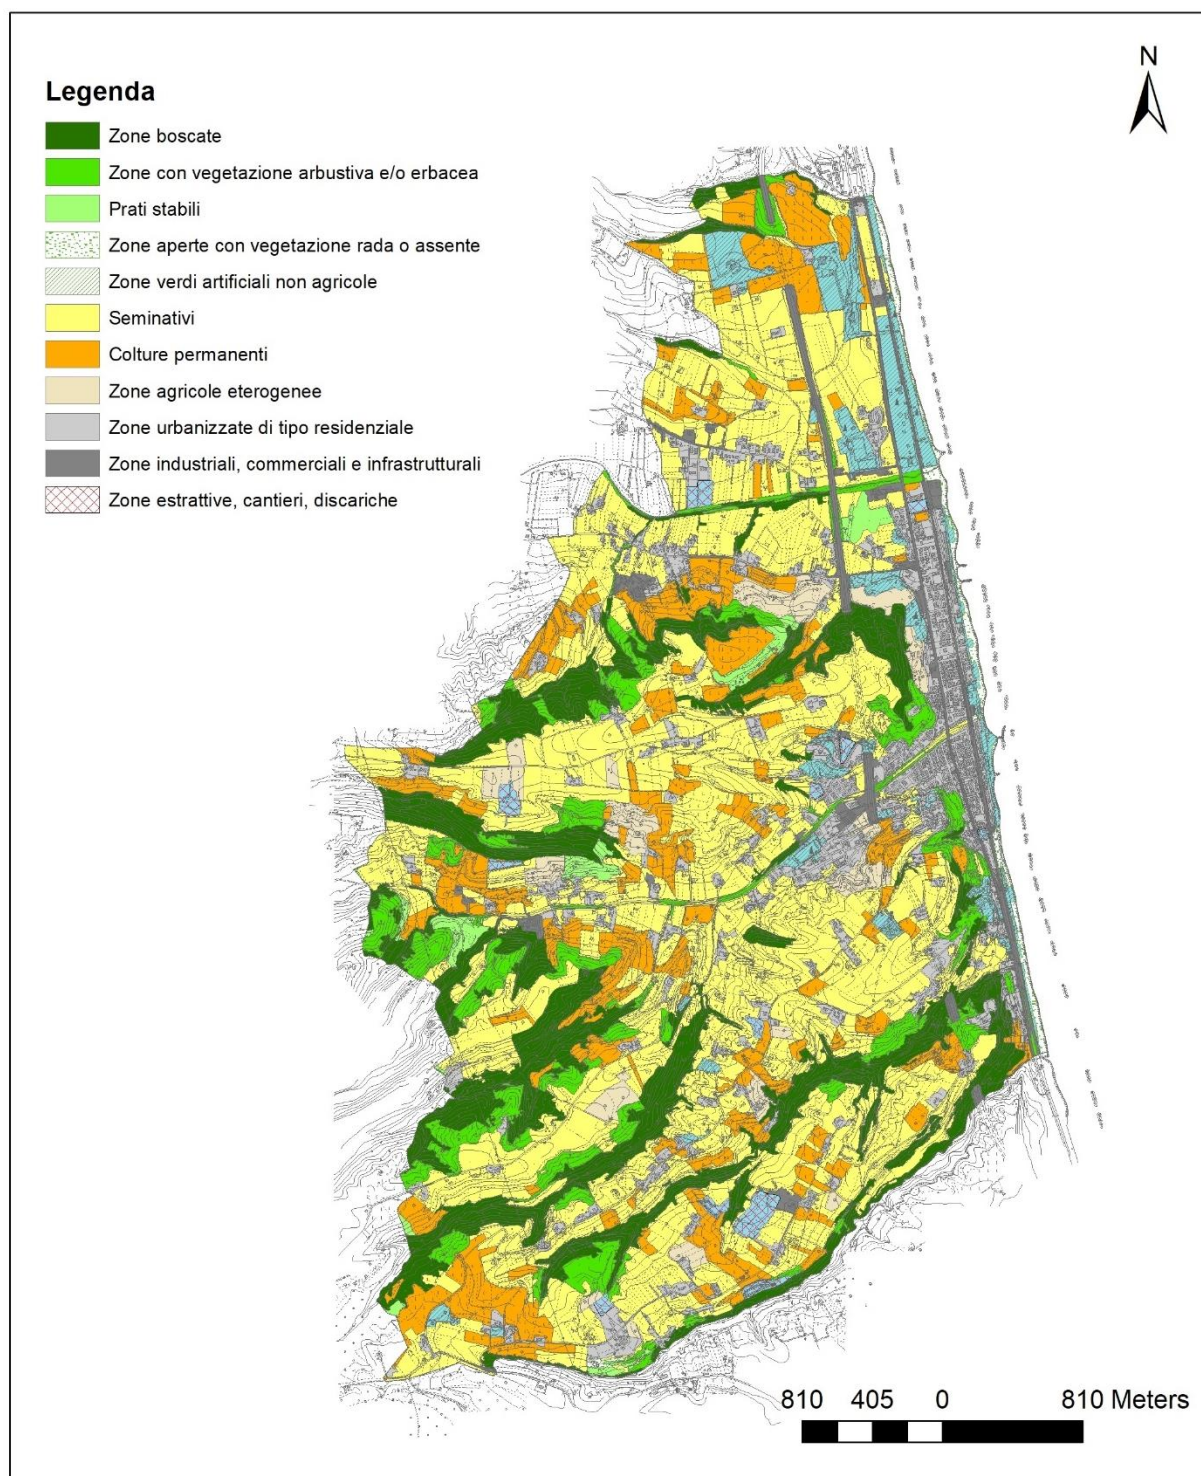 N
Legenda
Zone boscate
Zone con vegetazione arbustiva e/o erbacea
Prati stabili
Zone aperte con vegetazione rada o assente
Zone verdi artificiali non agricole
Seminativi
Colture permanenti
Zone agricole eterogenee
Zone urbanizzate di tipo residenziale
Zone industriali, commerciali e infrastrutturali
Zone estrattive, cantieri, discariche
810 405 0 810 Meters